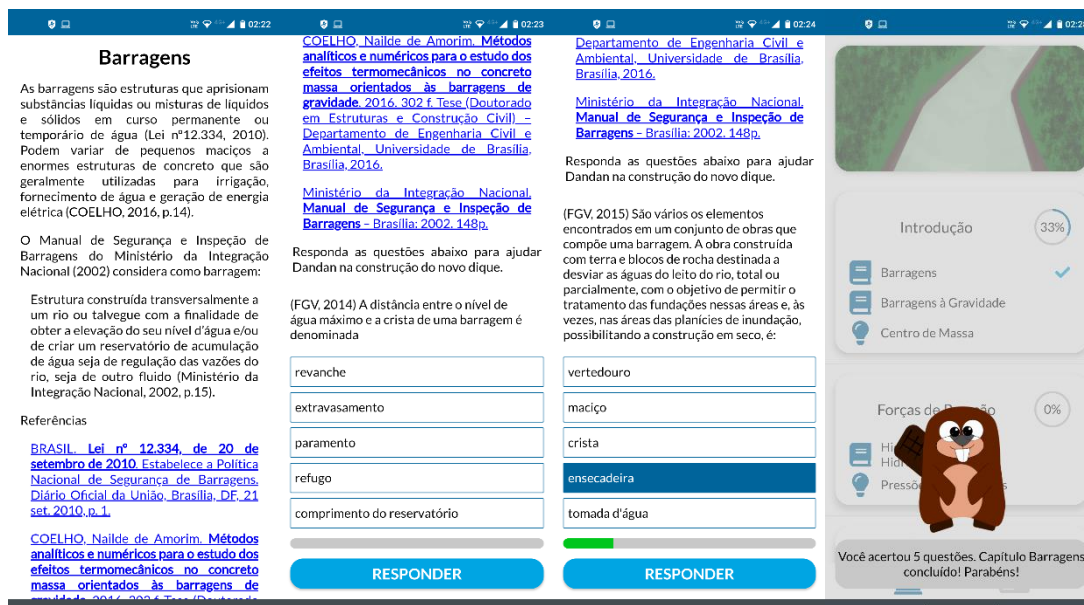 02:22
Barragens
As barragens são estruturas que aprisionam
substâncias líquidas ou misturas de líquidos
e sólidos em curso permanente ou
temporário de água (Lei nº12.334, 2010).
Podem variar de pequenos maciços a
enormes estruturas de concreto que são
geralmente utilizadas para irrigação,
fornecimento de água e geração de energia
elétrica (COELHO, 2016, p.14).
O Manual de Segurança e Inspeção de
Barragens do Ministério da Integração
Nacional (2002) considera como barragem:
Estrutura construída transversalmente a
um rio ou talvegue com a finalidade de
obter a elevação do seu nível d'água e/ou
de criar um reservatório de acumulação
de água seja de regulação das vazões do
rio, seja de outro fluido (Ministério da
Integração Nacional, 2002, p.15).
Referências
BRASIL. Lei nº 12.334, de 20 de
setembro de 2010. Estabelece a Política
Nacional de Segurança de Barragens.
Diário Oficial da União, Brasília, DF, 21
set. 2010, p. 1.
COELHO, Nailde de Amorim. Métodos
analíticos e numéricos para o estudo dos
efeitos termomecânicos no concreto
massa orientados às barragens de
gravidade. 2016. 302 f. Tese (Doutorado
02:23
COELHO, Nailde de Amorim. Métodos
analíticos e numéricos para o estudo dos
efeitos termomecânicos no concreto
massa orientados às barragens de
gravidade. 2016. 302 f. Tese (Doutorado
em Estruturas e Construção Civil) –
Departamento de Engenharia Civil e
Ambiental, Universidade de Brasília,
Brasília, 2016.
Ministério da Integração Nacional.
Manual de Segurança e Inspeção de
Barragens – Brasília: 2002. 148p.
Responda as questões abaixo para ajudar
Dandan na construção do novo dique.
(FGV, 2014) A distância entre o nível de
água máximo e a crista de uma barragem é
denominada
revanche
extravasamento
paramento
refugo
comprimento do reservatório
RESPONDER
02:24
Departamento de Engenharia Civil e
Ambiental, Universidade de Brasília,
Brasília, 2016.
Ministério da Integração Nacional.
Manual de Segurança e Inspeção de
Barragens – Brasília: 2002. 148p.
Responda as questões abaixo para ajudar
Dandan na construção do novo dique.
(FGV, 2015) São vários os elementos
encontrados em um conjunto de obras que
compõe uma barragem. A obra construída
com terra e blocos de rocha destinada a
desviar as águas do leito do rio, total ou
parcialmente, com o objetivo de permitir o
tratamento das fundações nessas áreas e, às
vezes, nas áreas das planícies de inundação,
possibilitando a construção em seco, é:
vertedouro
maciço
crista
ensecadeira
tomada d'água
RESPONDER
Introdução
33%
Barragens
Barragens à Gravidade
Centro de Massa
Forças de
0%
Você acertou 5 questões. Capítulo Barragens
concluído! Parabéns!